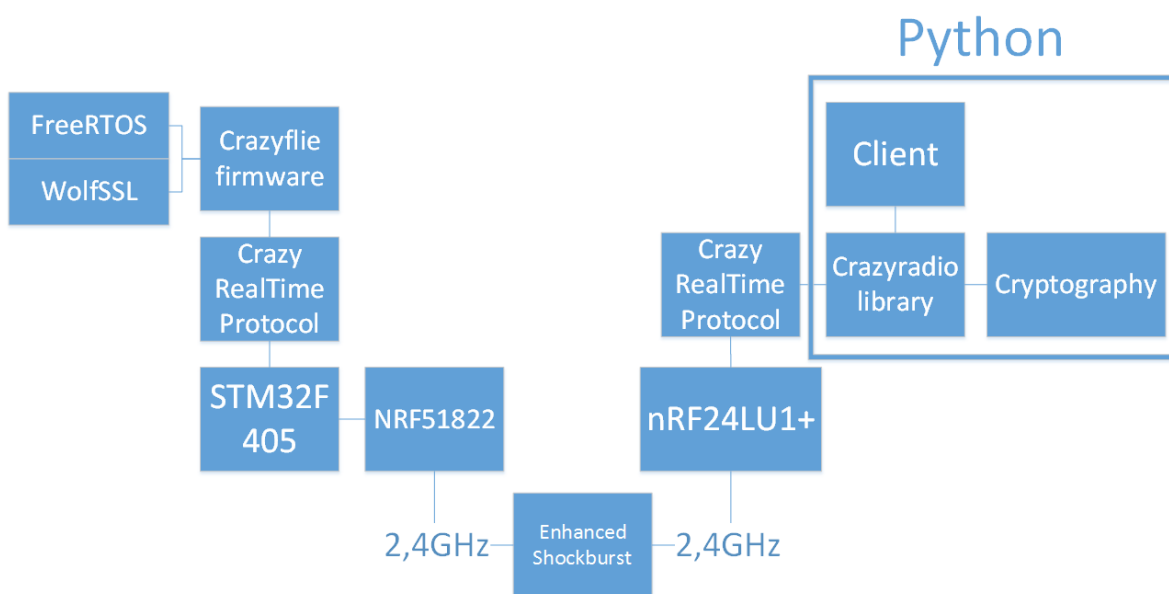 Python
FreeRTOS
WolfSSL
Crazyflie
firmware
Client
Crazy
RealTime
Protocol
Crazy
RealTime
Protocol
Crazyradio
library
Cryptography
STM32F
405
NRF51822
nRF24LU1+
2,4GHz
Enhanced
Shockburst
2,4GHz